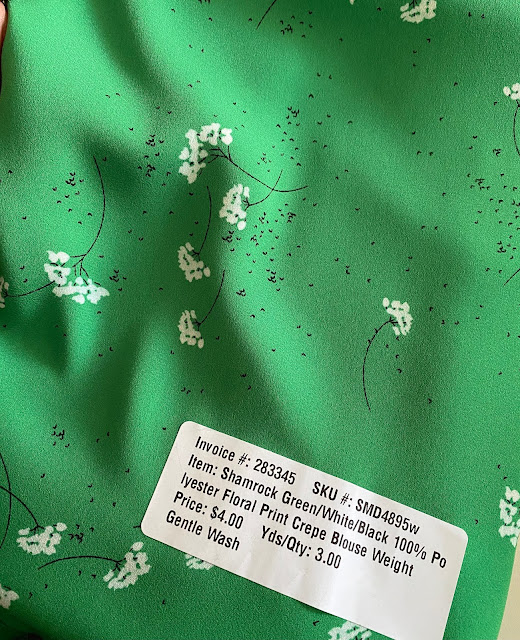 Invoice #: 283345 SKU #: SMD4895w
Item: Shamrock Green/White/Black 100% Po
lyester Floral Print Crepe Blouse Weight
Price: $4.00 Yds/Qty: 3.00
Gentle Wash